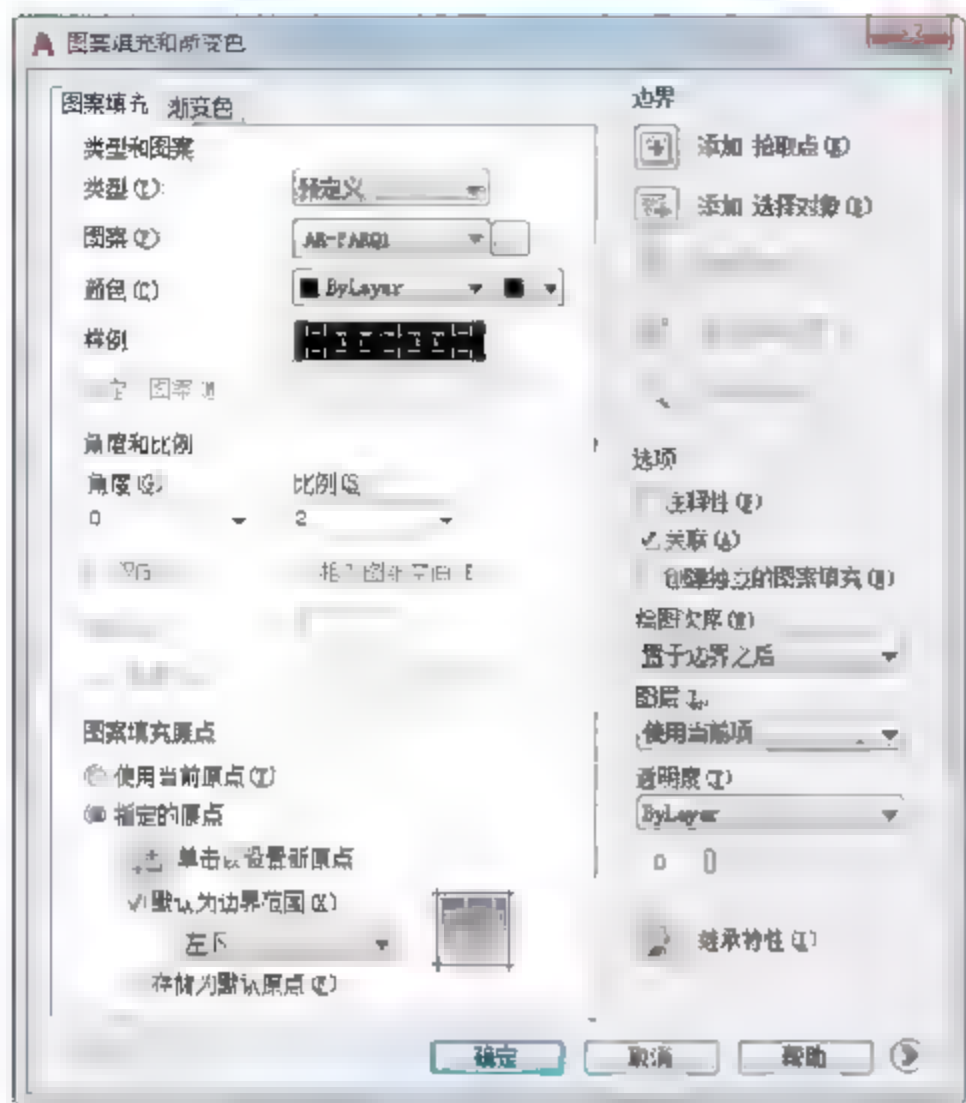 图案填充和渐变色
图案填充 渐变色
类型和图案
类型(Y):
预定义
图案(P)
AR-PARQ1
颜色(C)
ByLayer
样例
图案
角度和比例
角度(G)
比例(S)
0
2
图案填充原点
使用当前原点(T)
指定的原点
单击以设置新原点
默认为边界范围(X)
左下
存储为默认原点(F)
边界
添加 拾取点(K)
添加 选择对象(B)
选项
注释性(N)
关联(A)
创建独立的图案填充(H)
绘图次序(W)
置于边界之后
图层
使用当前项
透明度(T)
ByLayer
0
继承特性(I)
确定 取消 帮助